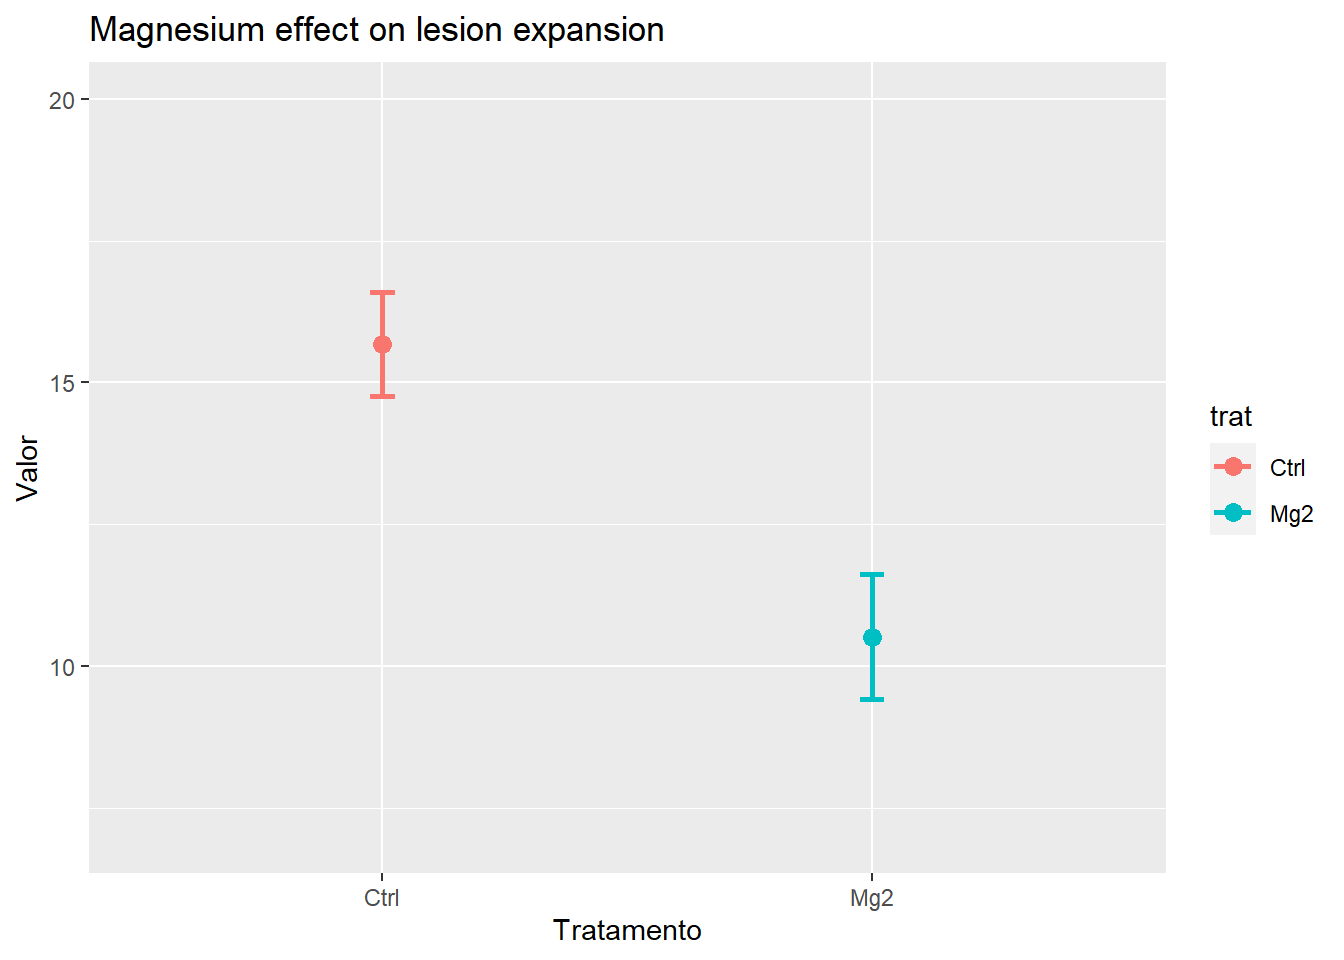 Magnesium effect on lesion expansion
20
15
10
Valor
Ctrl
Mg2
Tratamento
trat
Ctrl
Mg2